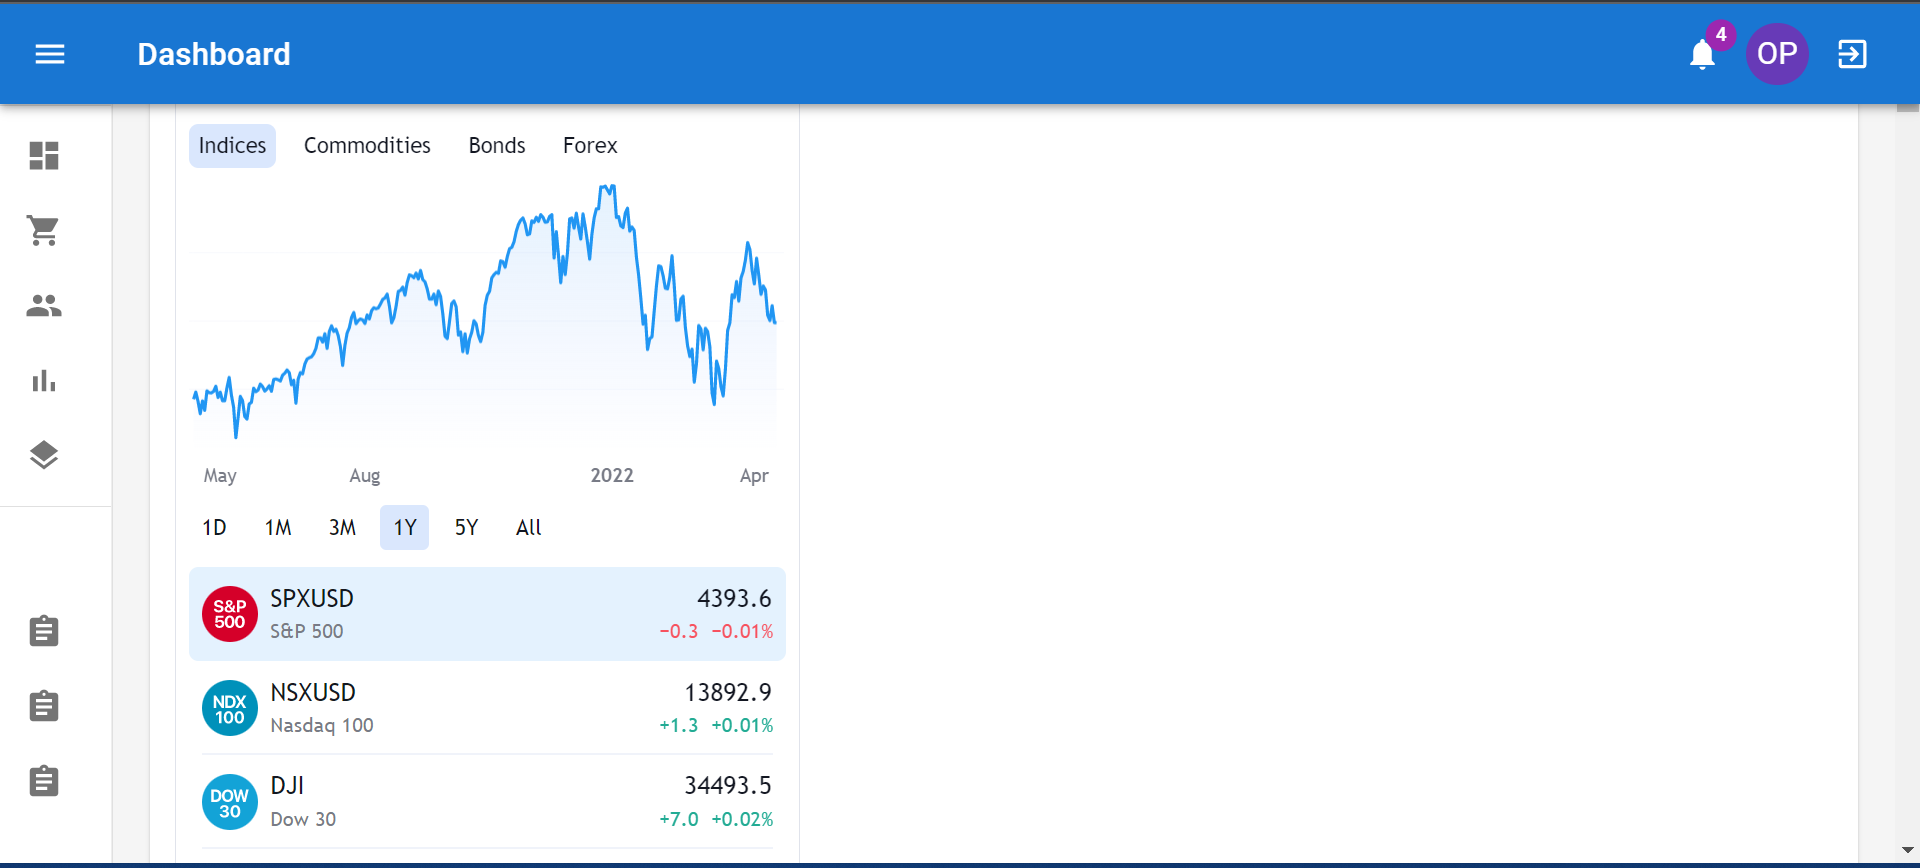 Dashboard
4
OP
Indices Commodities Bonds Forex
May Aug 2022 Apr
1D 1M 3M 1Y 5Y All
S&P
500
SPXUSD 4393.6
S&P 500 −0.3 −0.01%
NDX
100
NSXUSD 13892.9
Nasdaq 100 +1.3 +0.01%
DOW
30
DJI 34493.5
Dow 30 +7.0 +0.02%